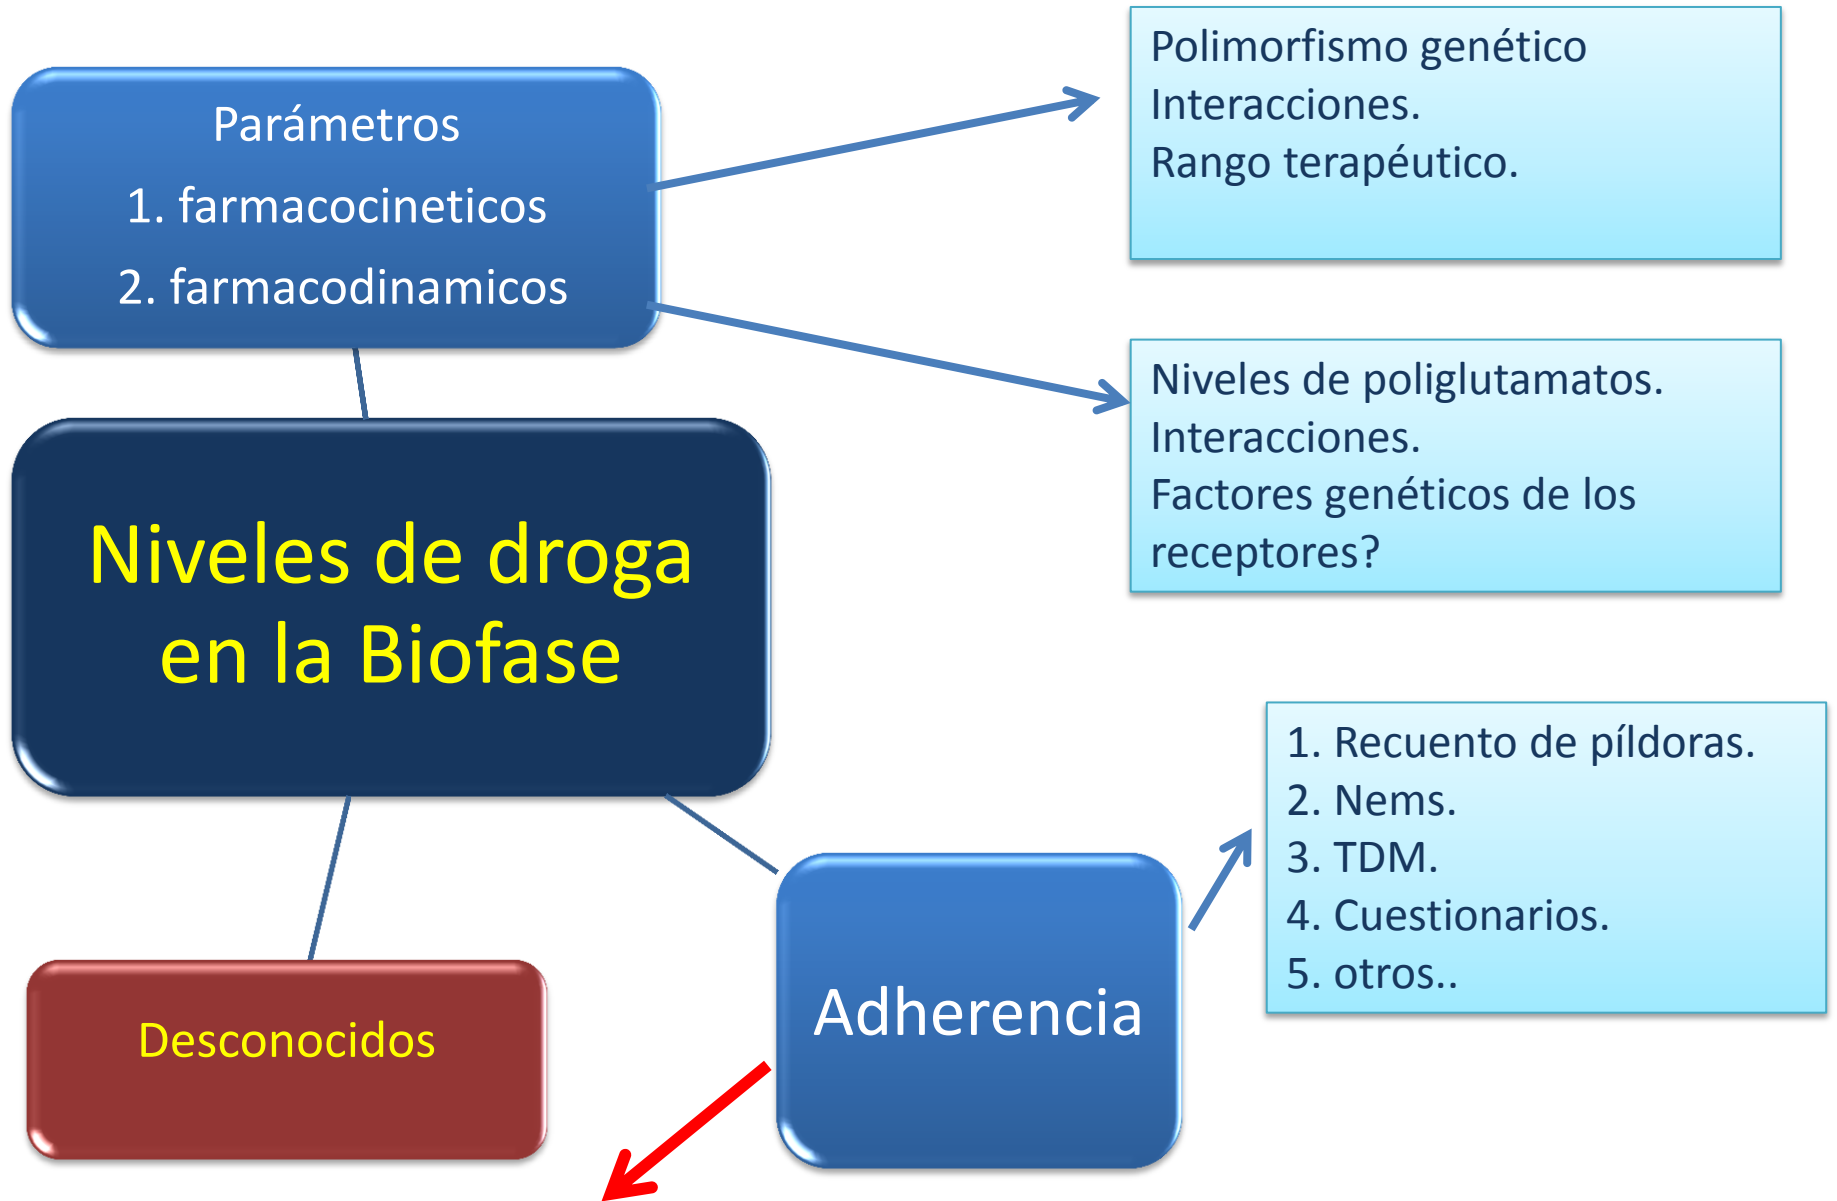 Parámetros
1. farmacocineticos
2. farmacodinamicos
Polimorfismo genético
Interacciones.
Rango terapéutico.
Niveles de poliglutamatos.
Interacciones.
Factores genéticos de los
receptores?
Niveles de droga
en la Biofase
1. Recuento de píldoras.
2. Nems.
3. TDM.
4. Cuestionarios.
5. otros..
Adherencia
Desconocidos